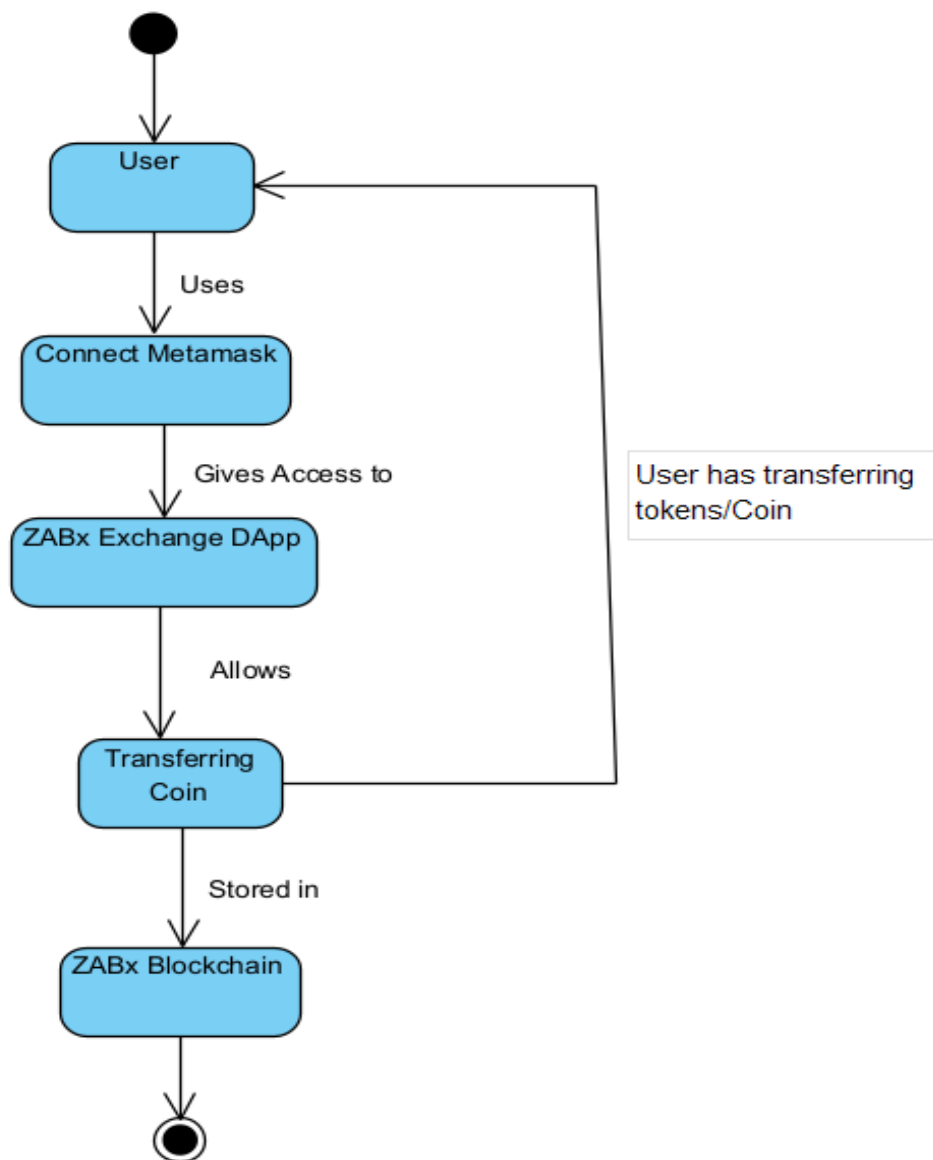 User
Uses
Connect Metamask
Gives Access to
ZABx Exchange DApp
User has transferring
tokens/Coin
Allows
Transferring
Coin
Stored in
ZABx Blockchain